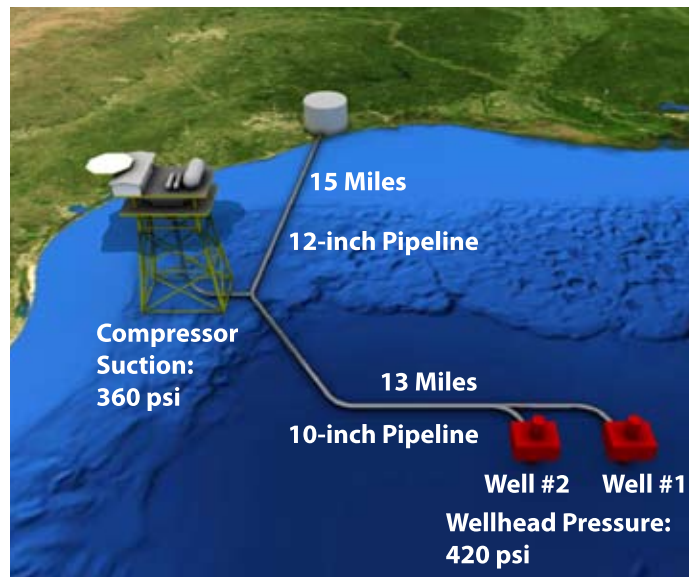 15 Miles
12-inch Pipeline
Compressor
Suction:
360 psi
13 Miles
10-inch Pipeline
Well #2
Well #1
Wellhead Pressure:
420 psi